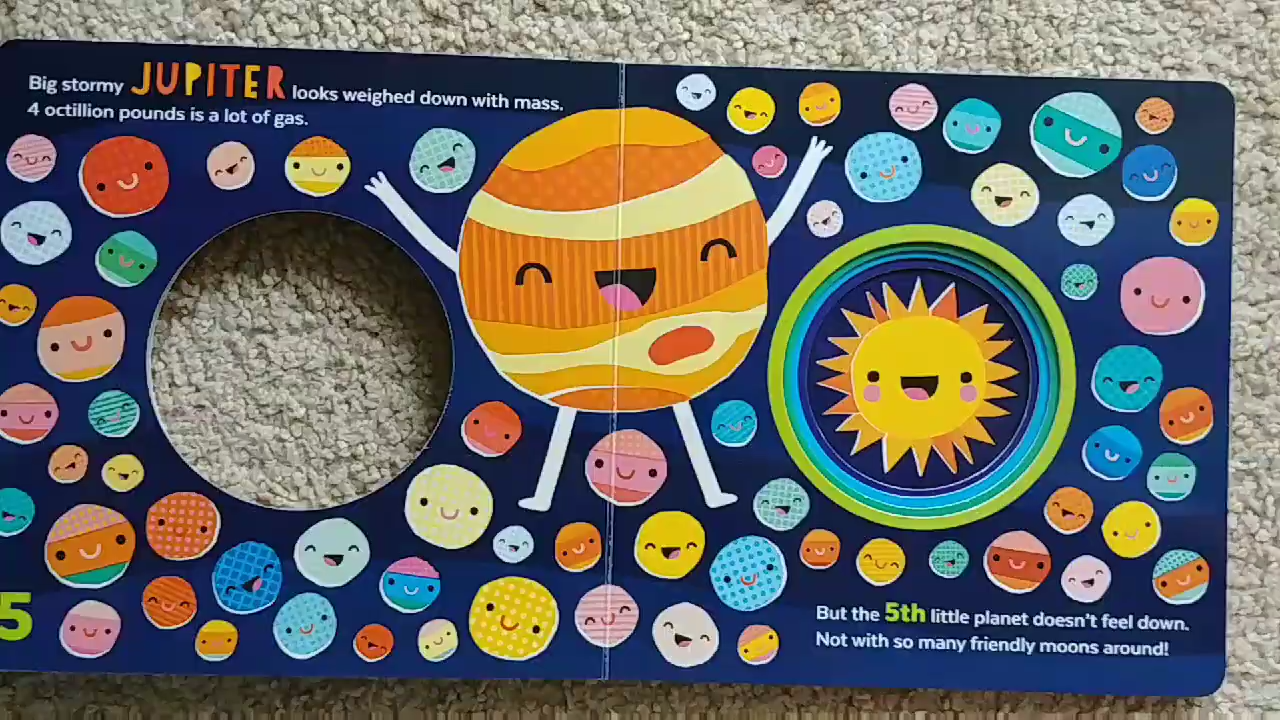 Big stormy JUPITER looks weighed down with mass.
4 octillion pounds is a lot of gas.
5
But the 5th little planet doesn't feel down.
Not with so many friendly moons around!